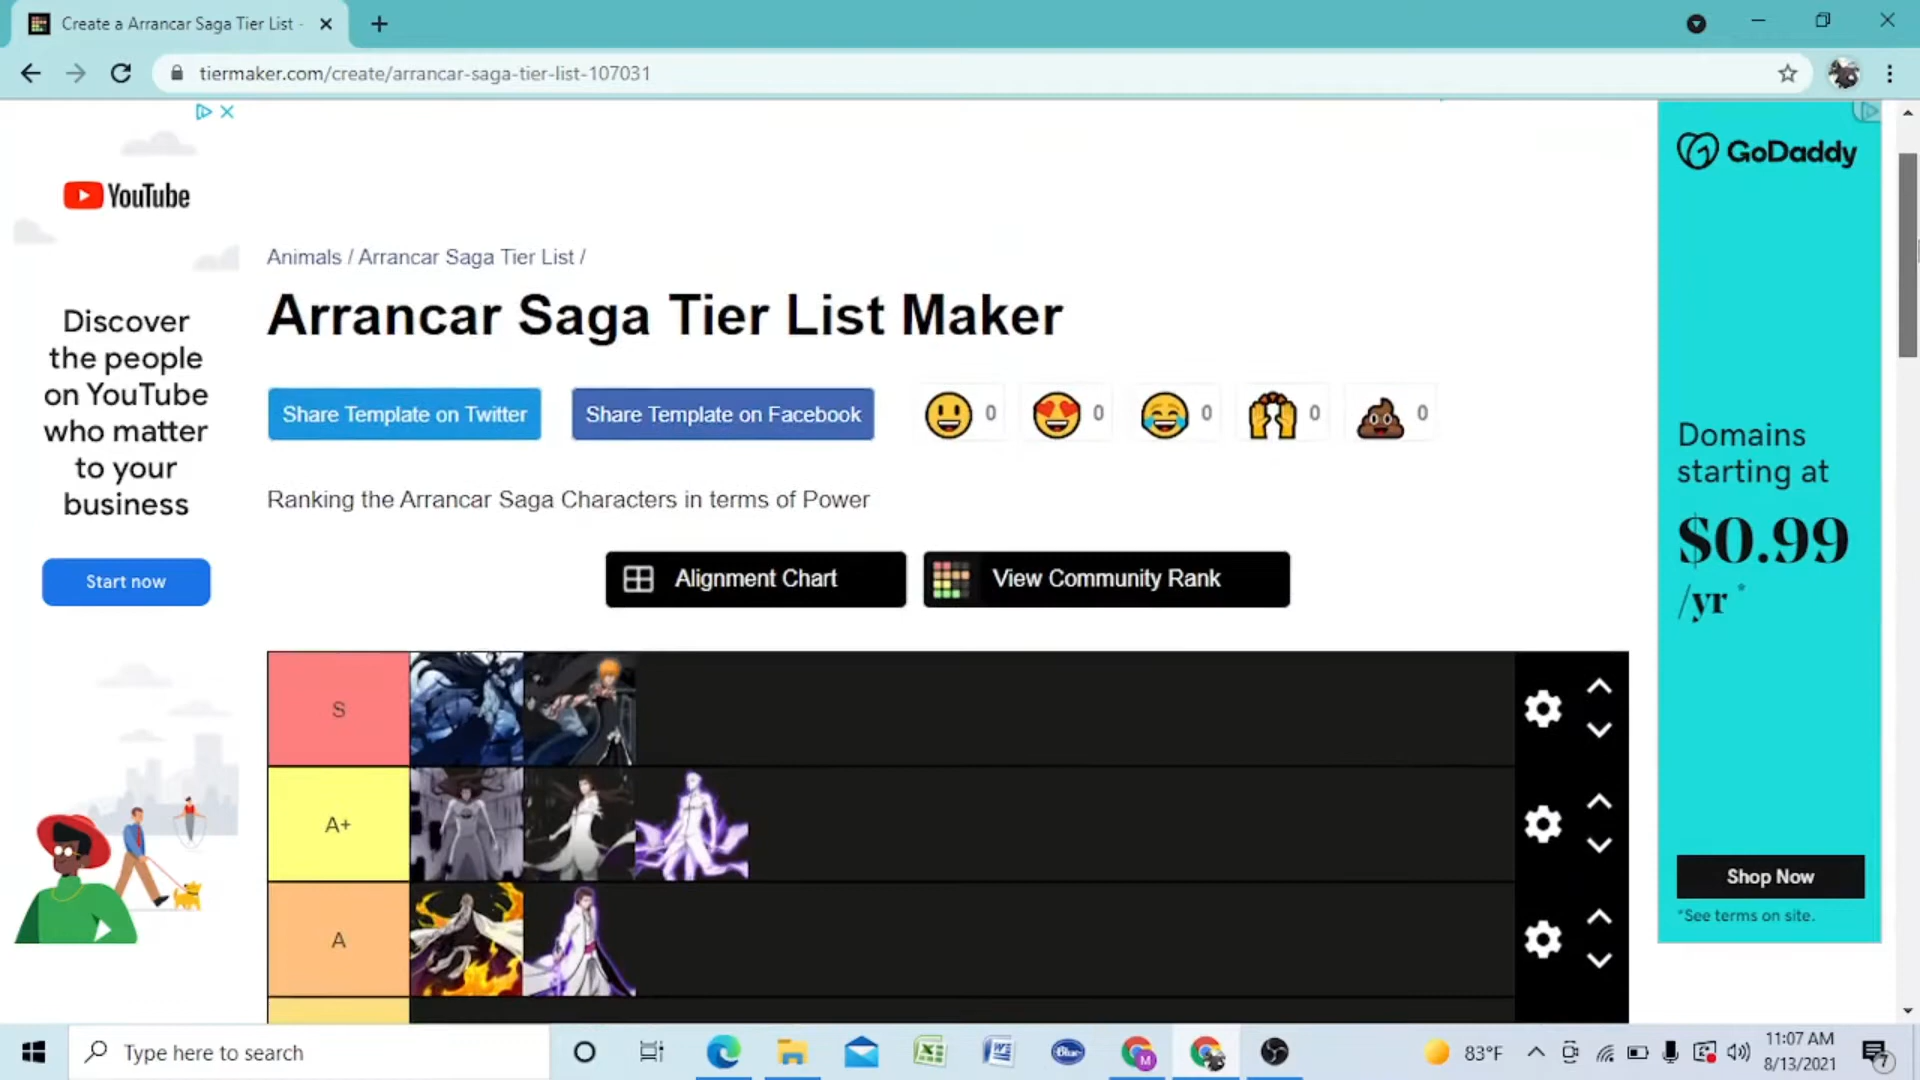 Create a Arrancar Saga Tier List -
tiermaker.com/create/arrancar-saga-tier-list-107031
YouTube
Discover
the people
on YouTube
who matter
to your
business
Start now
Animals / Arrancar Saga Tier List /
Arrancar Saga Tier List Maker
Share Template on Twitter
Share Template on Facebook
0
0
0
0
0
Ranking the Arrancar Saga Characters in terms of Power
Alignment Chart
View Community Rank
S
A+
A
GoDaddy
Domains
starting at
$0.99
/yr *
Shop Now
*See terms on site.
Type here to search
Blue
M
83°F
11:07 AM
8/13/2021
7